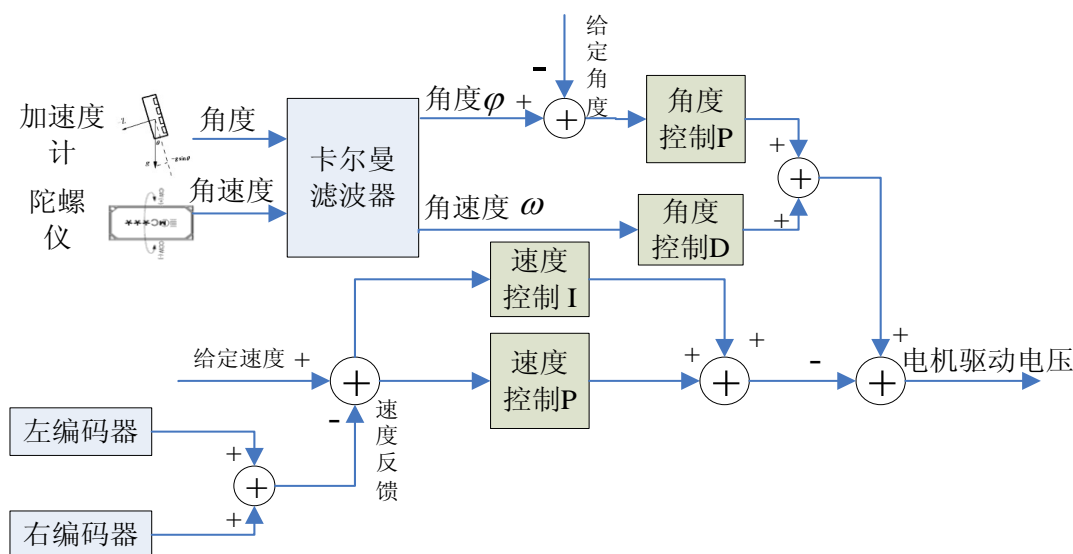 给定角度
−
加速度计
角度
角度φ
+
+
角度
控制P
+
卡尔曼
滤波器
+
陀螺仪
角速度
角速度 ω
角度
控制D
+
速度
控制 I
给定速度 +
+
速度
控制P
+
+
+
−
+
+
电机驱动电压
−
速度反馈
左编码器
+
+
+
右编码器